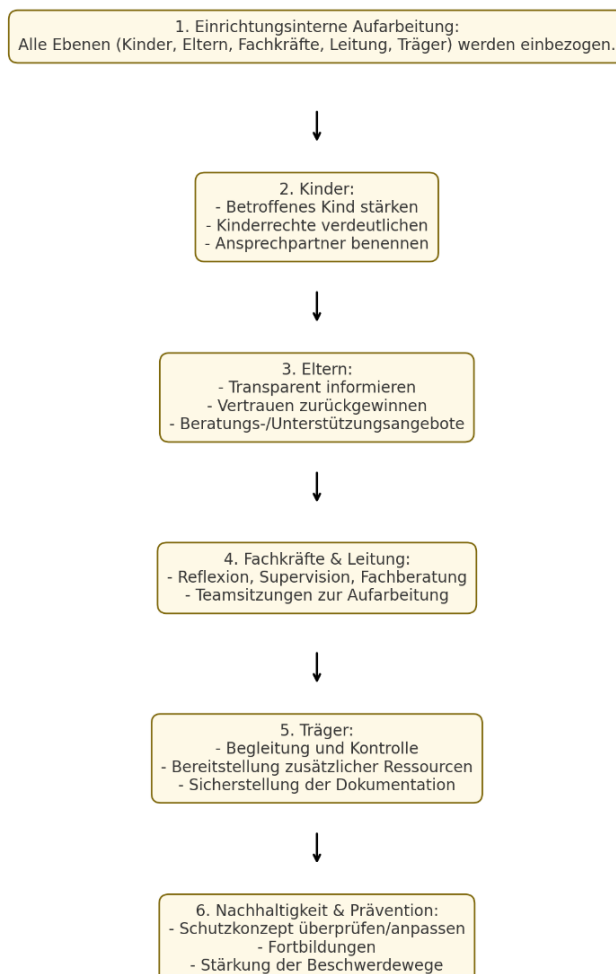 1. Einrichtungsinterne Aufarbeitung:
Alle Ebenen (Kinder, Eltern, Fachkräfte, Leitung, Träger) werden einbezogen.
2. Kinder:
- Betroffenes Kind stärken
- Kinderrechte verdeutlichen
- Ansprechpartner benennen
3. Eltern:
- Transparent informieren
- Vertrauen zurückgewinnen
- Beratungs-/Unterstützungsangebote
4. Fachkräfte & Leitung:
- Reflexion, Supervision, Fachberatung
- Teamsitzungen zur Aufarbeitung
5. Träger:
- Begleitung und Kontrolle
- Bereitstellung zusätzlicher Ressourcen
- Sicherstellung der Dokumentation
6. Nachhaltigkeit & Prävention:
- Schutzkonzept überprüfen/anpassen
- Fortbildungen
- Stärkung der Beschwerdewege